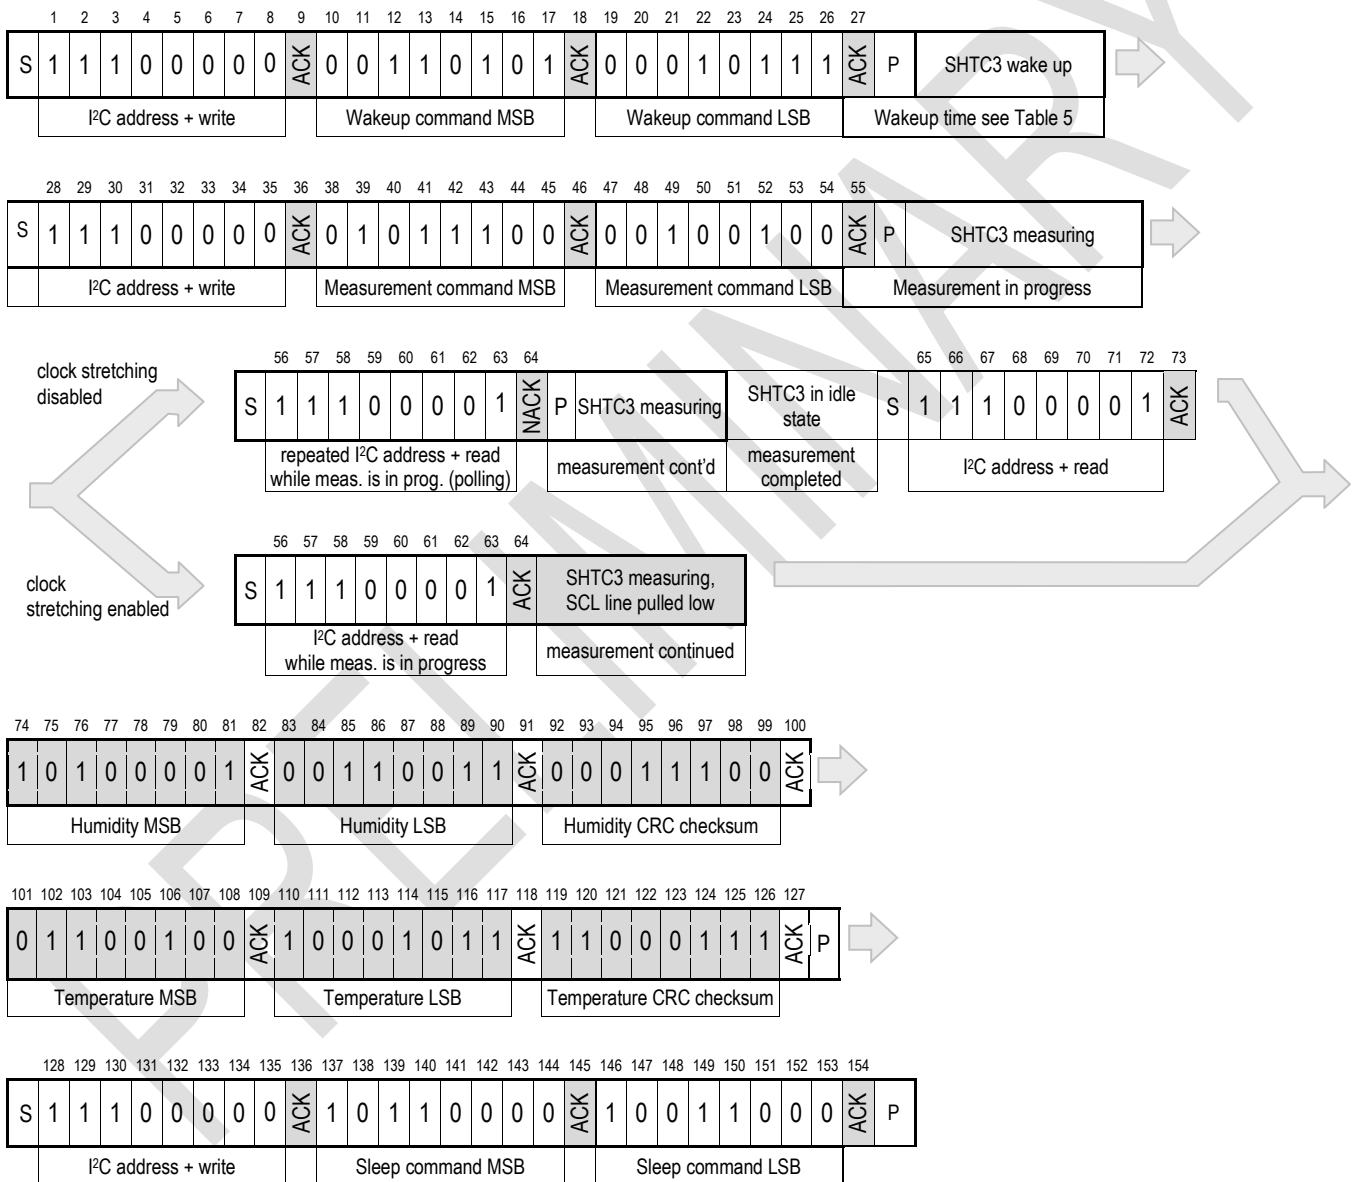 1 2 3 4 5 6 7 8 9 10 11 12 13 14 15 16 17 18 19 20 21 22 23 24 25 26 27
S 1 1 1 0 0 0 0 0 ACK 0 0 1 1 0 1 0 1 ACK 0 0 0 1 0 1 1 1 ACK P SHTC3 wake up
I²C address + write Wakeup command MSB Wakeup command LSB Wakeup time see Table 5
28 29 30 31 32 33 34 35 36 38 39 40 41 42 43 44 45 46 47 48 49 50 51 52 53 54 55
S 1 1 1 0 0 0 0 0 ACK 0 1 0 1 1 1 0 0 ACK 0 0 1 0 0 1 0 0 ACK P SHTC3 measuring
I²C address + write Measurement command MSB Measurement command LSB Measurement in progress
clock stretching
disabled
56 57 58 59 60 61 62 63 64
S 1 1 1 0 0 0 0 1 NACK P SHTC3 measuring
SHTC3 in idle
state
65 66 67 68 69 70 71 72 73
S 1 1 1 0 0 0 0 1 ACK
repeated I²C address + read
while meas. is in prog. (polling)
measurement cont'd
measurement
completed
I²C address + read
clock
stretching enabled
56 57 58 59 60 61 62 63 64
S 1 1 1 0 0 0 0 1 ACK
SHTC3 measuring,
SCL line pulled low
I²C address + read
while meas. is in progress
measurement continued
74 75 76 77 78 79 80 81 82 83 84 85 86 87 88 89 90 91 92 93 94 95 96 97 98 99 100
1 0 1 0 0 0 0 1 ACK 0 0 1 1 0 0 1 1 ACK 0 0 0 1 1 1 0 0 ACK
Humidity MSB Humidity LSB Humidity CRC checksum
101 102 103 104 105 106 107 108 109 110 111 112 113 114 115 116 117 118 119 120 121 122 123 124 125 126 127
0 1 1 0 0 1 0 0 ACK 1 0 0 0 1 0 1 1 ACK 1 1 0 0 0 1 1 1 ACK P
Temperature MSB Temperature LSB Temperature CRC checksum
128 129 130 131 132 133 134 135 136 137 138 139 140 141 142 143 144 145 146 147 148 149 150 151 152 153 154
S 1 1 1 0 0 0 0 0 ACK 1 0 1 1 0 0 0 0 ACK 1 0 0 1 1 0 0 0 ACK P
I²C address + write Sleep command MSB Sleep command LSB
PRELIMINARY